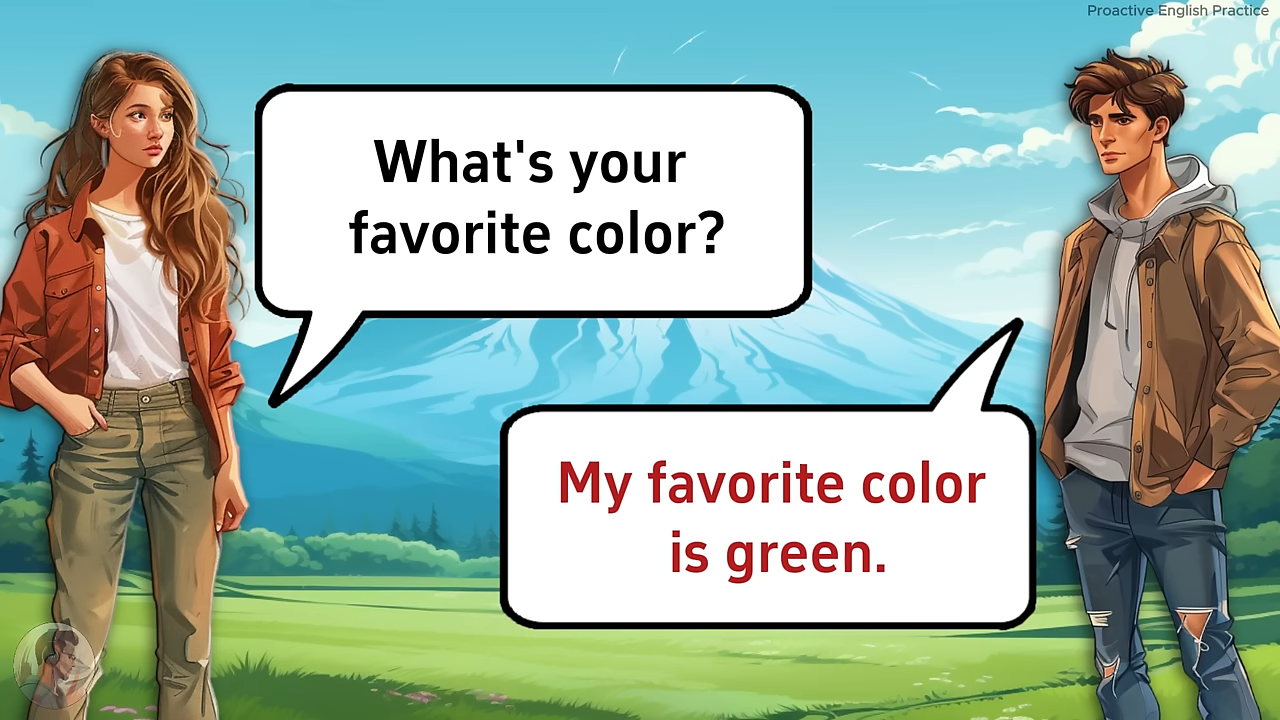 Proactive English Practice
What's your
favorite color?
My favorite color
is green.